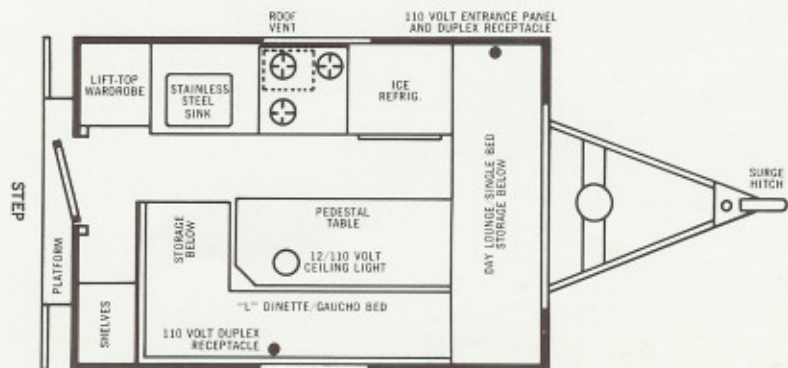 ROOF
VENT
110 VOLT ENTRANCE PANEL
AND DUPLEX RECEPTACLE
LIFT-TOP
WARDROBE
STAINLESS
STEEL
SINK
ICE
REFRIG.
STEP
PLATFORM
STORAGE
BELOW
PEDESTAL
TABLE
12/110 VOLT
CEILING LIGHT
DAY LOUNGE/SINGLE BED
STORAGE BELOW
SURGE
HITCH
SHELVES
"L" DINETTE/GAUCHO BED
110 VOLT DUPLEX
RECEPTACLE